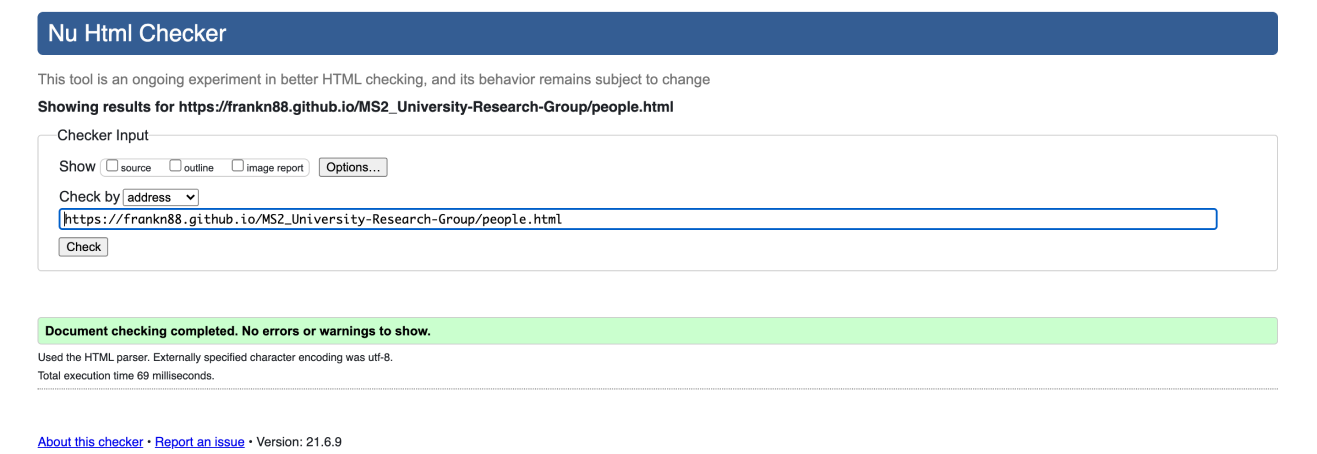 Nu Html Checker
This tool is an ongoing experiment in better HTML checking, and its behavior remains subject to change
Showing results for https://frankn88.github.io/MS2_University-Research-Group/people.html
Checker Input
Show source outline image report Options...
Check by address
https://frankn88.github.io/MS2_University-Research-Group/people.html
Check
Document checking completed. No errors or warnings to show.
Used the HTML parser. Externally specified character encoding was utf-8.
Total execution time 69 milliseconds.
About this checker • Report an issue • Version: 21.6.9